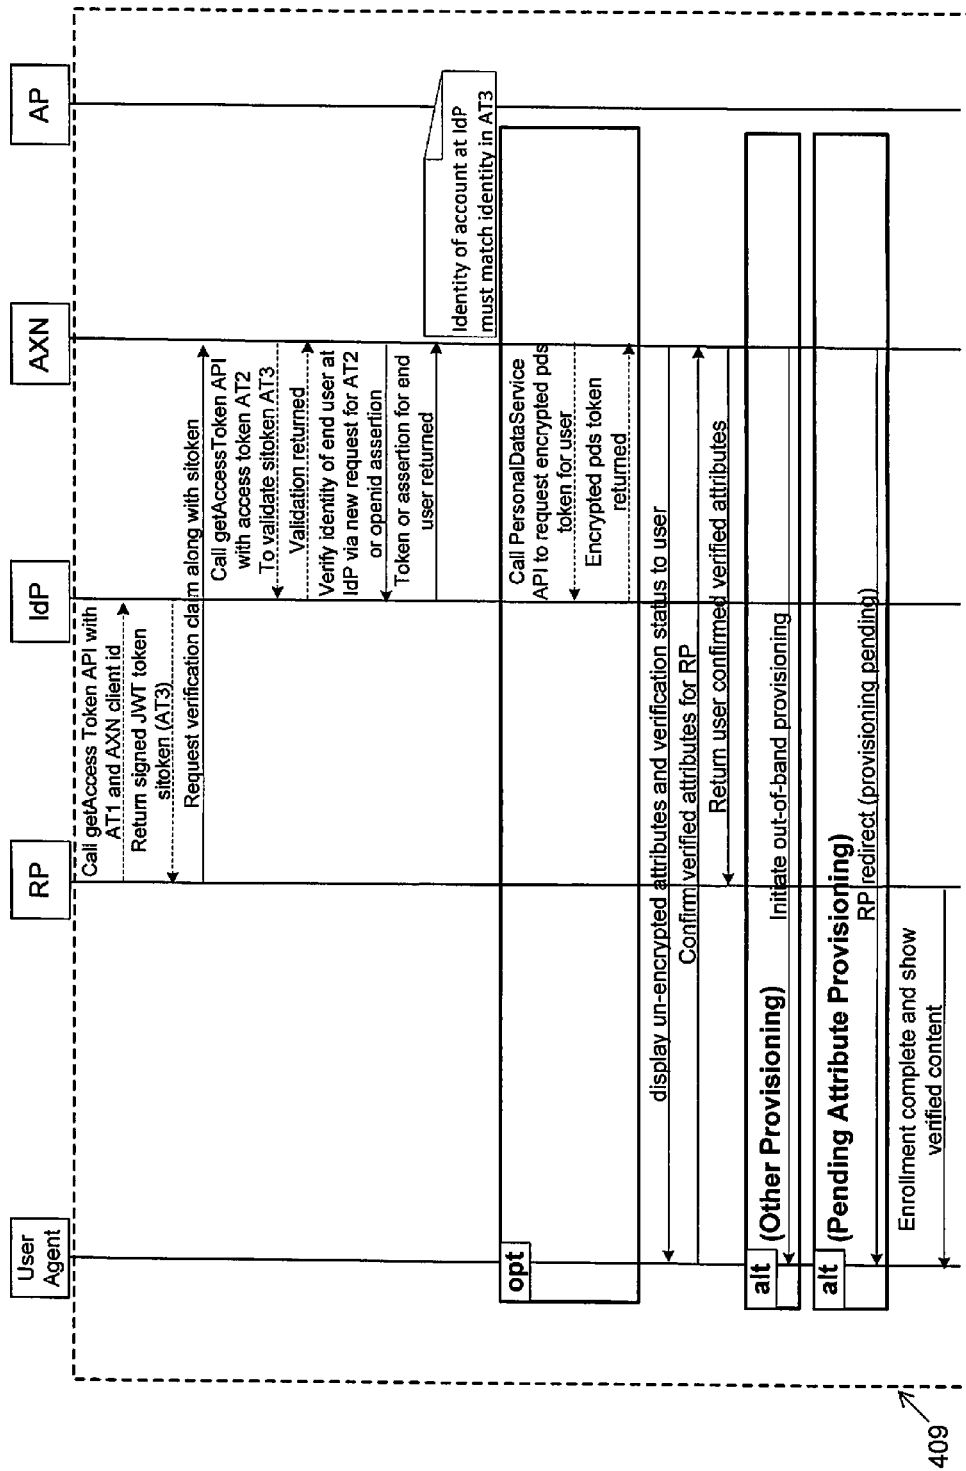 User
Agent
RP
IdP
AXN
AP
Call getAccess Token API with
AT1 and AXN client id
Return signed JWT token
sitoken (AT3)
Request verification claim along with sitoken
Call getAccessToken API
with access token AT2
To validate sitoken AT3
Validation returned
Verify identity of end user at
IdP via new request for AT2
or openid assertion
Token or assertion for end
user returned
Identity of account at IdP
must match identity in AT3
opt
Call PersonalDataService
API to request encrypted pds
token for user
Encrypted pds token
returned
display un-encrypted attributes and verification status to user
Confirm verified attributes for RP
Return user confirmed verified attributes
alt
(Other Provisioning)
Initiate out-of-band provisioning
alt
(Pending Attribute Provisioning)
RP redirect (provisioning pending)
Enrollment complete and show
verified content
409